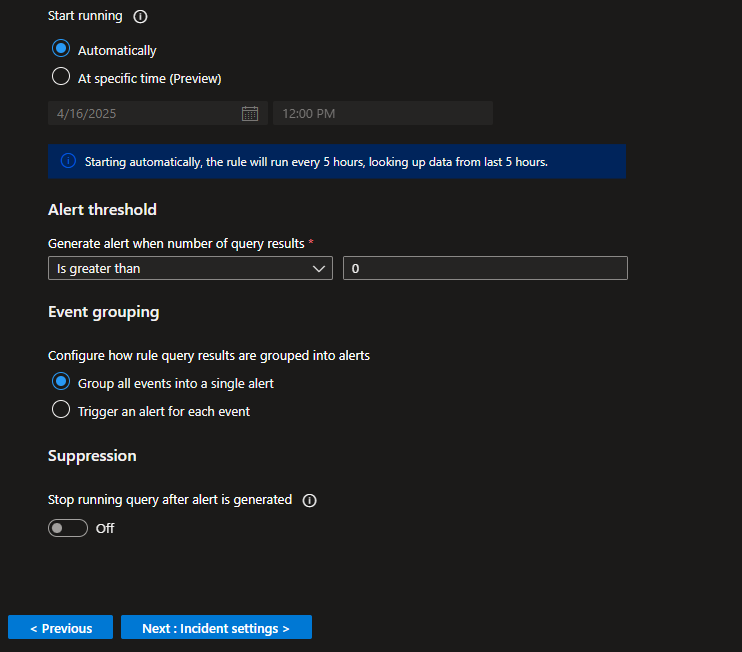 Start running
Automatically
At specific time (Preview)
4/16/2025 12:00 PM
Starting automatically, the rule will run every 5 hours, looking up data from last 5 hours.
Alert threshold
Generate alert when number of query results *
Is greater than 0
Event grouping
Configure how rule query results are grouped into alerts
Group all events into a single alert
Trigger an alert for each event
Suppression
Stop running query after alert is generated
Off
< Previous Next : Incident settings >